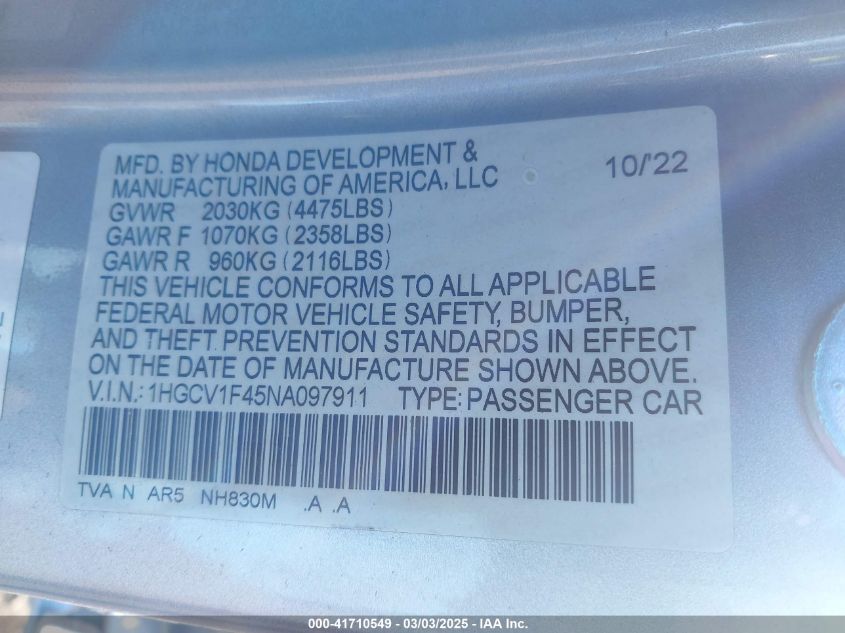 MFD. BY HONDA DEVELOPMENT &
MANUFACTURING OF AMERICA, LLC 10/'22
GVWR 2030KG (4475LBS)
GAWR F 1070KG (2358LBS)
GAWR R 960KG (2116LBS)
THIS VEHICLE CONFORMS TO ALL APPLICABLE
FEDERAL MOTOR VEHICLE SAFETY, BUMPER,
AND THEFT PREVENTION STANDARDS IN EFFECT
ON THE DATE OF MANUFACTURE SHOWN ABOVE.
V.I.N.: 1HGCV1F45NA097911 TYPE: PASSENGER CAR
TVA N AR5 NH830M .A .A
000-41710549 - 03/03/2025 - IAA Inc.